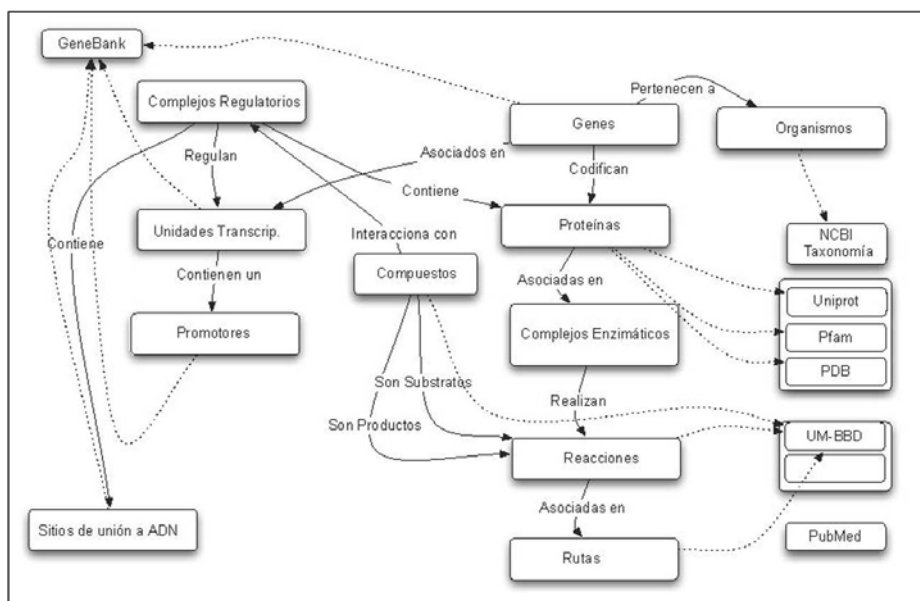 GeneBank
Complejos Regulatorios
Pertenecen a
Genes
Organismos
Regulan
Asociados en
Codifican
Contiene
Unidades Transcrip.
Proteínas
Contiene
Interacciona con
NCBI
Taxonomía
Contienen un
Compuestos
Asociadas en
Uniprot
Promotores
Complejos Enzimáticos
Pfam
PDB
Son Substratos
Realizan
Son Productos
UM-BBD
Reacciones
Asociadas en
Sitios de unión a ADN
PubMed
Rutas